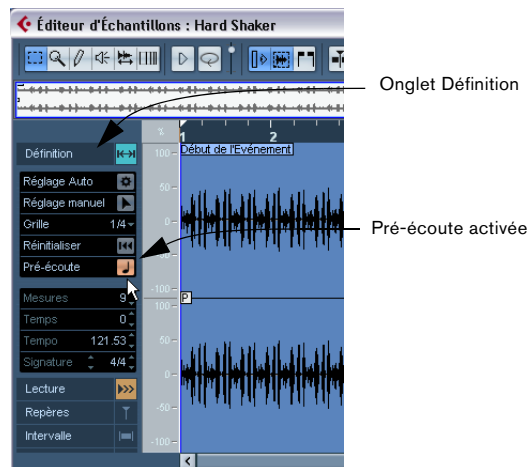 Éditeur d'Échantillons : Hard Shaker
Onglet Définition
%
1
2
Définition
100
Début de l'Evénement
Réglage Auto
Réglage manuel
50
Grille 1/4
0
Réinitialiser
Pré-écoute
Pré-écoute activée
-50
-100
Mesures 9
P
100
Temps 0
Tempo 121.53
50
Signature 4/4
0
Lecture
Repères
-50
Intervalle
-100